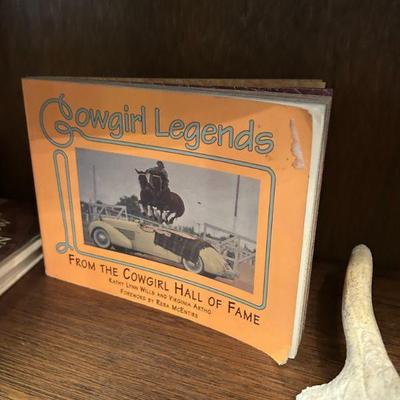 Cowgirl Legends
FROM THE COWGIRL HALL OF FAME
KATHY LYNN WILLS AND VIRGINIA ARTHO
FOREWORD BY REBA MCENTIRE